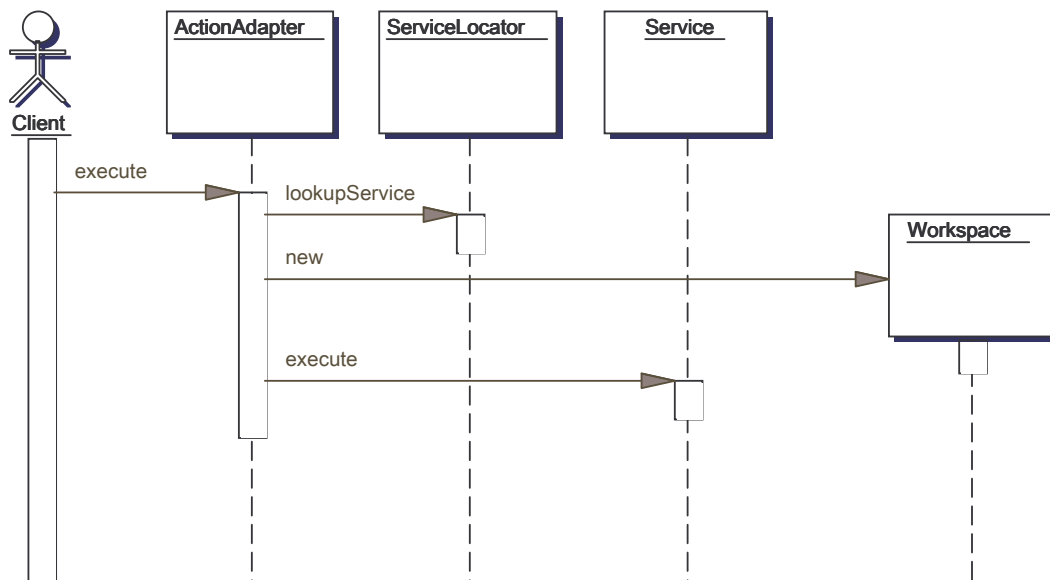 ActionAdapter
ServiceLocator
Service
Client
execute
lookupService
Workspace
new
execute